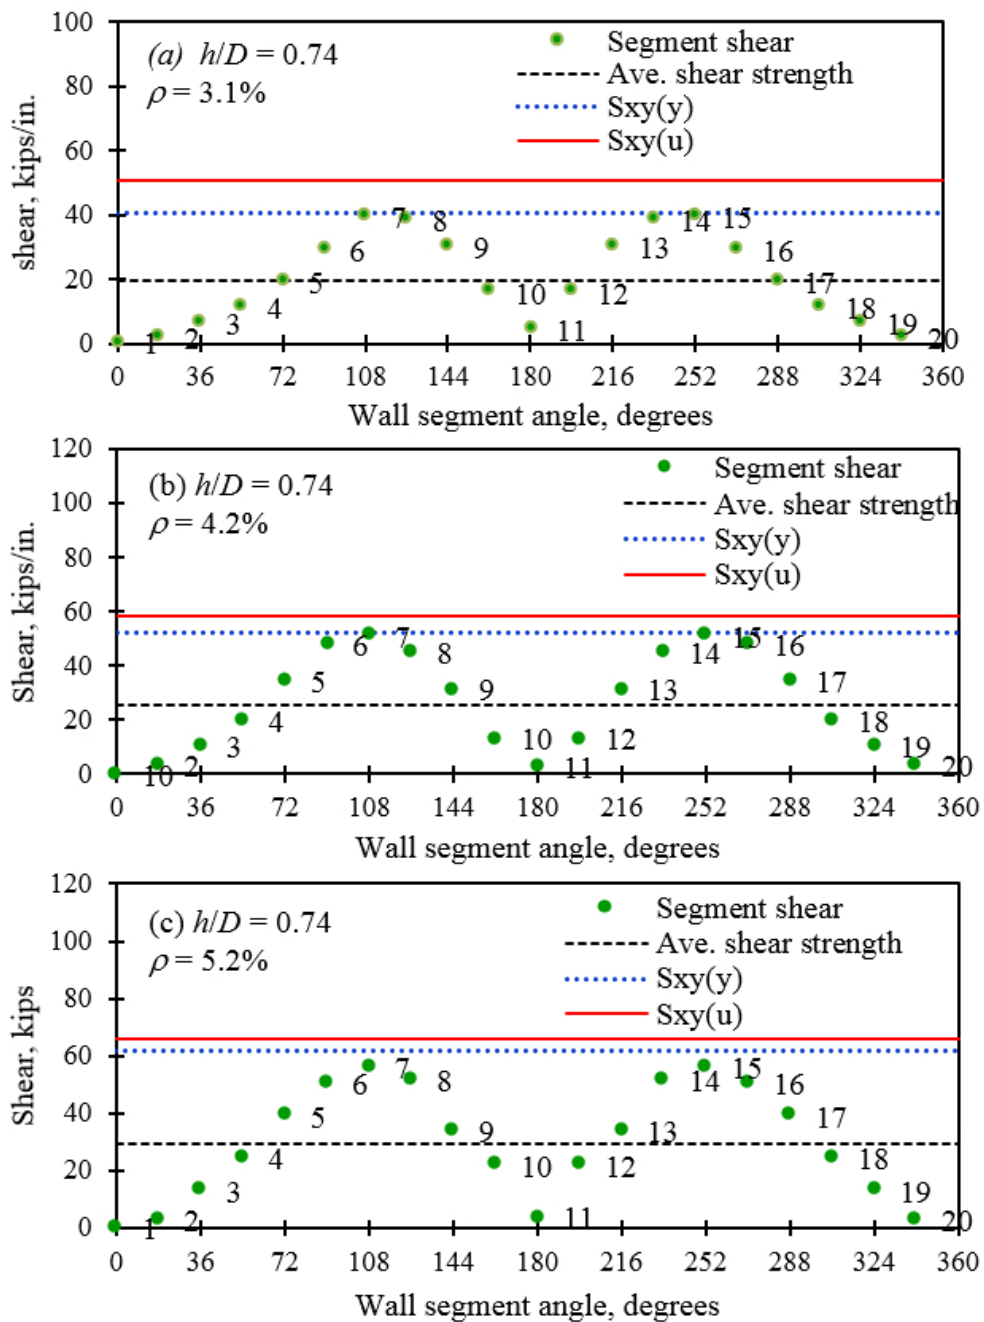 (a) h/D = 0.74
ρ = 3.1%
Segment shear
Ave. shear strength
Sxy(y)
Sxy(u)
shear, kips/in.
100
80
60
40
20
0
1
2
3
4
5
6
7
8
9
10
11
12
13
14
15
16
17
18
19
20
0 36 72 108 144 180 216 252 288 324 360
Wall segment angle, degrees
(b) h/D = 0.74
ρ = 4.2%
Segment shear
Ave. shear strength
Sxy(y)
Sxy(u)
Shear, kips/in.
120
100
80
60
40
20
0
10
2
3
4
5
6
7
8
9
10
11
12
13
14
15
16
17
18
19
20
0 36 72 108 144 180 216 252 288 324 360
Wall segment angle, degrees
(c) h/D = 0.74
ρ = 5.2%
Segment shear
Ave. shear strength
Sxy(y)
Sxy(u)
Shear, kips
120
100
80
60
40
20
0
1
2
3
4
5
6
7
8
9
10
11
12
13
14
15
16
17
18
19
20
0 36 72 108 144 180 216 252 288 324 360
Wall segment angle, degrees